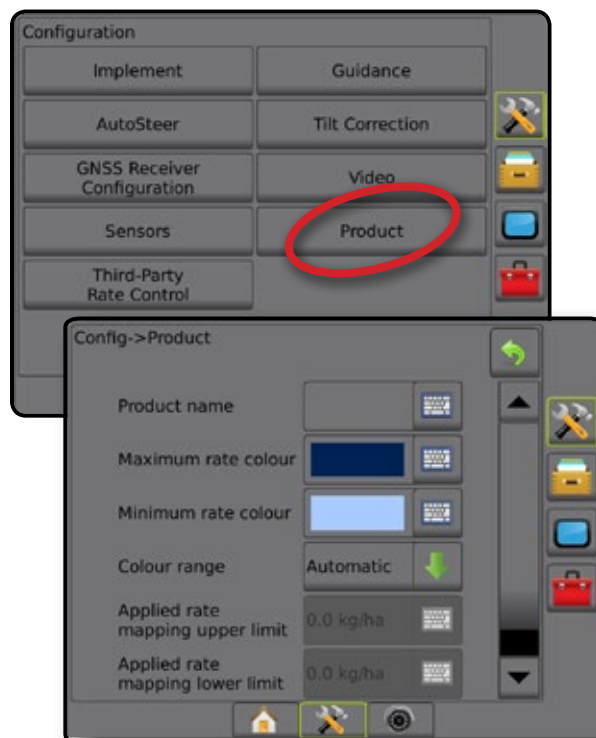 Configuration
Implement
Guidance
AutoSteer
Tilt Correction
GNSS Receiver
Configuration
Video
Sensors
Product
Third-Party
Rate Control
Config->Product
Product name
Maximum rate colour
Minimum rate colour
Colour range
Automatic
Applied rate
mapping upper limit
0.0 kg/ha
Applied rate
mapping lower limit
0.0 kg/ha